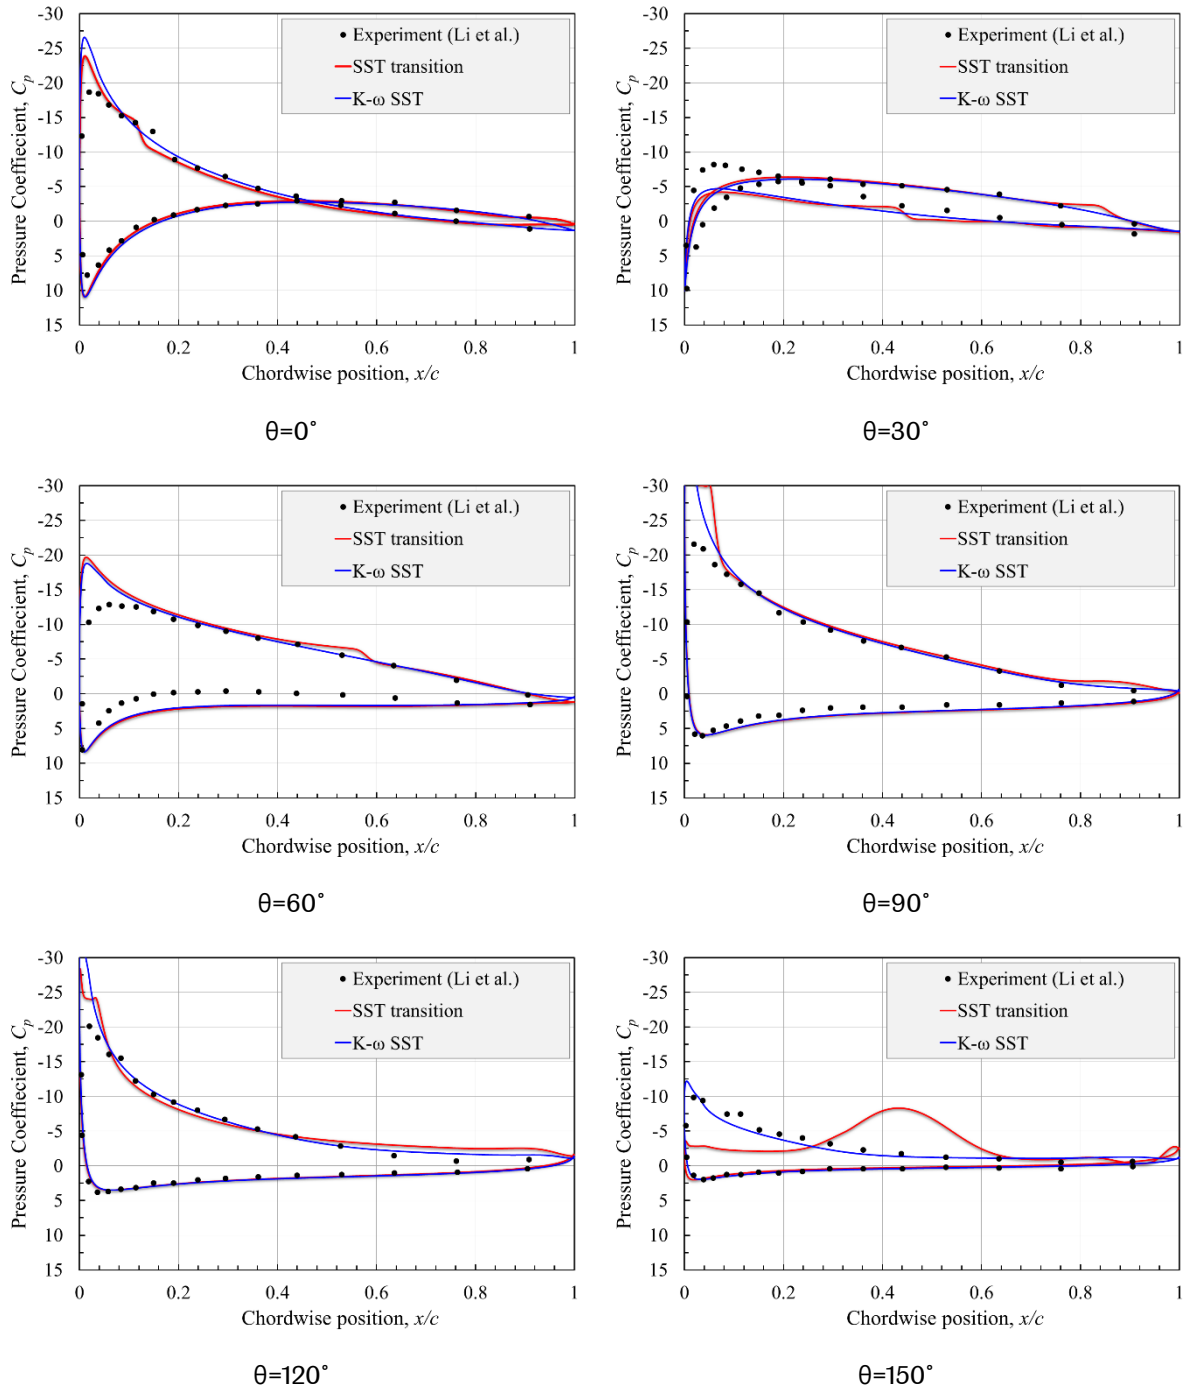 -30
-25
-20
-15
-10
-5
0
5
10
15
Pressure Coeffiecient, Cp
Experiment (Li et al.)
SST transition
K-ω SST
0 0.2 0.4 0.6 0.8 1
Chordwise position, x/c
θ=0˚
-30
-25
-20
-15
-10
-5
0
5
10
15
Pressure Coeffiecient, Cp
Experiment (Li et al.)
SST transition
K-ω SST
0 0.2 0.4 0.6 0.8 1
Chordwise position, x/c
θ=30˚
-30
-25
-20
-15
-10
-5
0
5
10
15
Pressure Coeffiecient, Cp
Experiment (Li et al.)
SST transition
K-ω SST
0 0.2 0.4 0.6 0.8 1
Chordwise position, x/c
θ=60˚
-30
-25
-20
-15
-10
-5
0
5
10
15
Pressure Coeffiecient, Cp
Experiment (Li et al.)
SST transition
K-ω SST
0 0.2 0.4 0.6 0.8 1
Chordwise position, x/c
θ=90˚
-30
-25
-20
-15
-10
-5
0
5
10
15
Pressure Coeffiecient, Cp
Experiment (Li et al.)
SST transition
K-ω SST
0 0.2 0.4 0.6 0.8 1
Chordwise position, x/c
θ=120˚
-30
-25
-20
-15
-10
-5
0
5
10
15
Pressure Coeffiecient, Cp
Experiment (Li et al.)
SST transition
K-ω SST
0 0.2 0.4 0.6 0.8 1
Chordwise position, x/c
θ=150˚